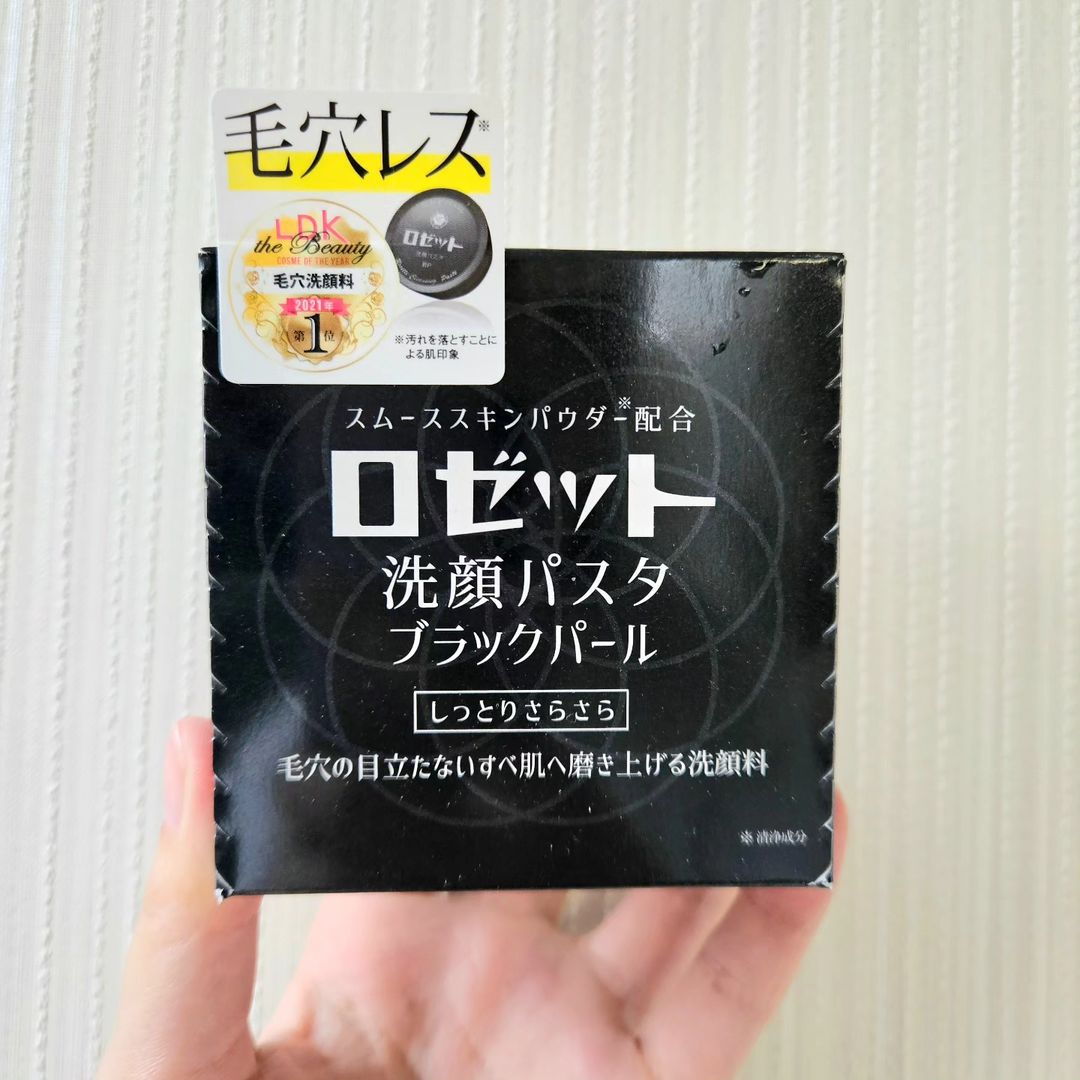 毛穴レス※
LDK
the Beauty
COSME OF THE YEAR
毛穴洗顔料
2021年
第1位
ロゼット
洗顔パスタ
※汚れを落とすことに
よる肌印象
スムーススキンパウダー※配合
ロゼット
洗顔パスタ
ブラックパール
しっとりさらさら
毛穴の目立たないすべ肌へ磨き上げる洗顔料
※ 清浄成分